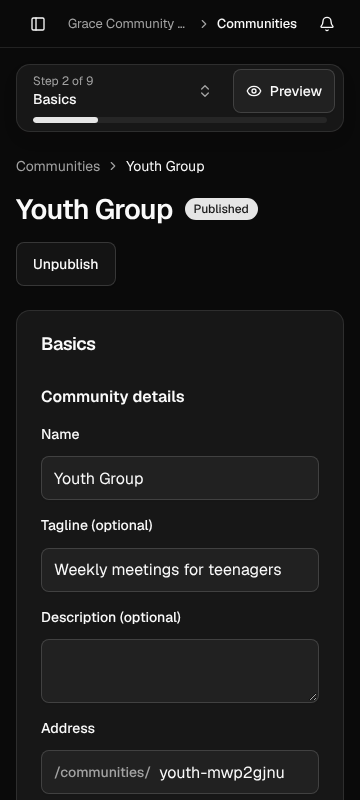 Grace Community ... > Communities
Step 2 of 9
Basics
Preview
Communities > Youth Group
Youth Group Published
Unpublish
Basics
Community details
Name
Youth Group
Tagline (optional)
Weekly meetings for teenagers
Description (optional)
Address
/communities/ youth-mwp2gjnu